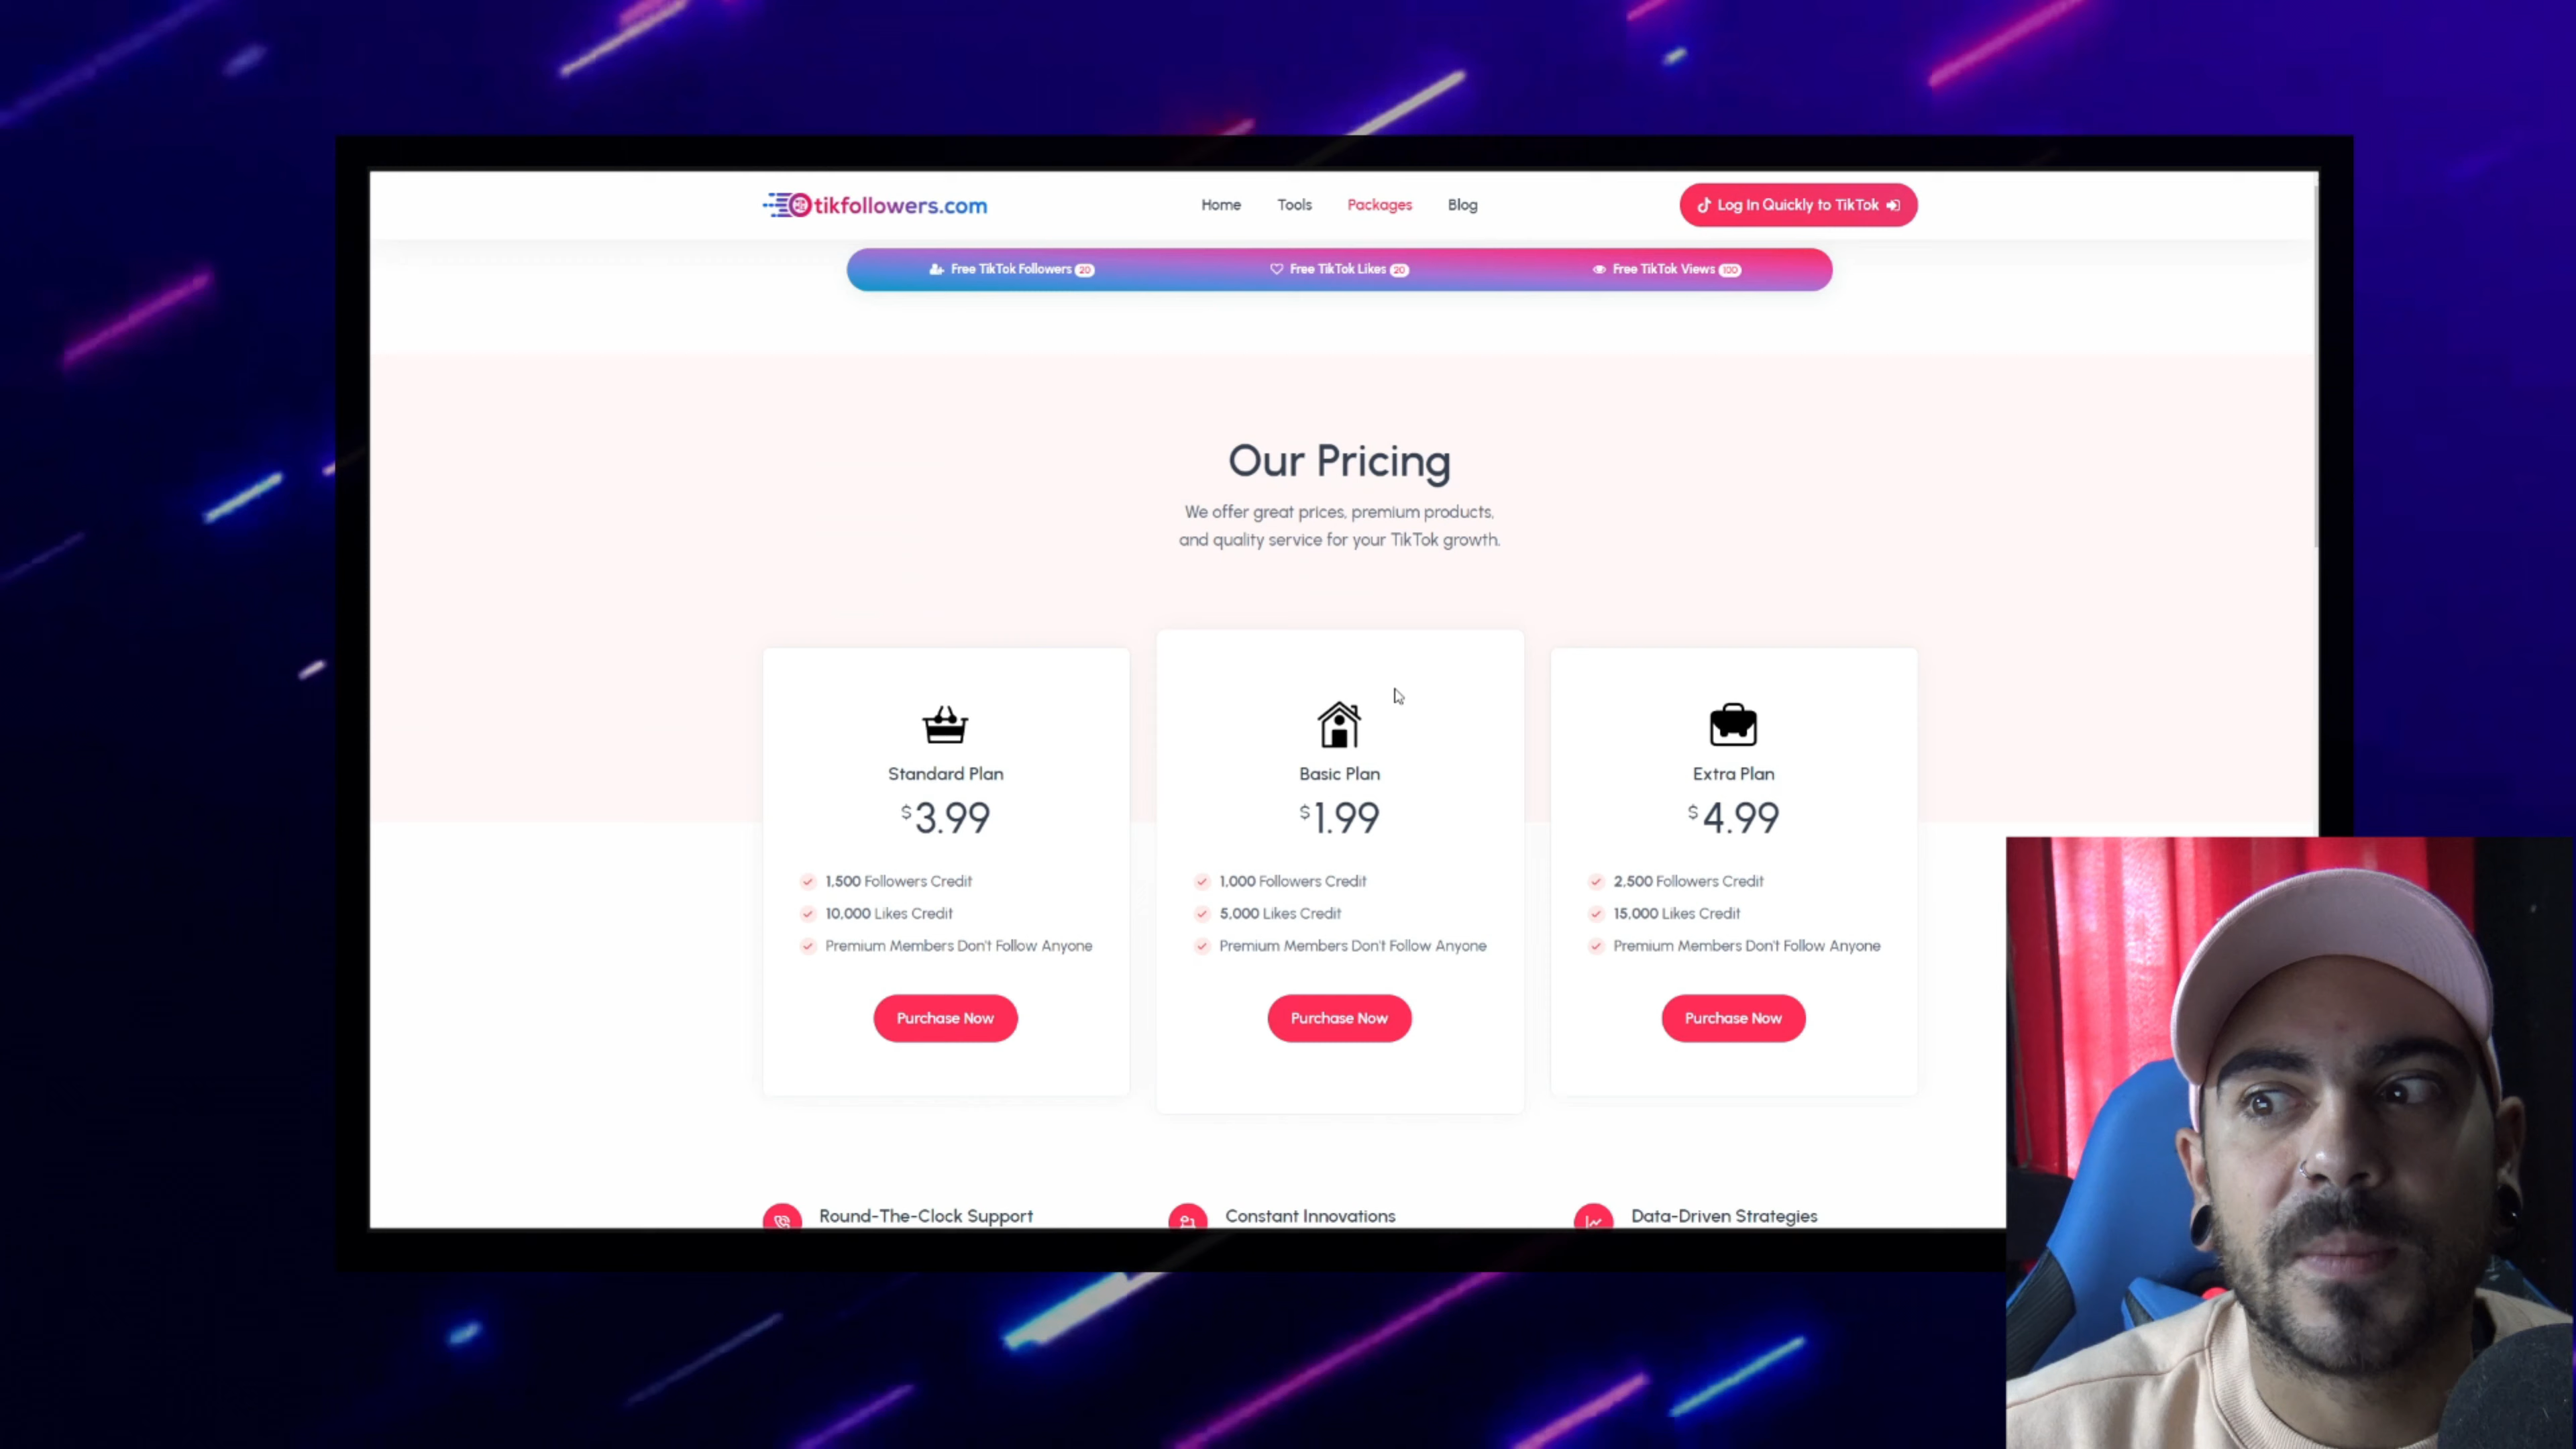 tikfollowers.com
Home Tools Packages Blog
Log In Quickly to TikTok
Free TikTok Followers 20 Free TikTok Likes 20 Free TikTok Views 100
Our Pricing
We offer great prices, premium products,
and quality service for your TikTok growth.
Standard Plan
$3.99
1,500 Followers Credit
10,000 Likes Credit
Premium Members Don't Follow Anyone
Purchase Now
Basic Plan
$1.99
1,000 Followers Credit
5,000 Likes Credit
Premium Members Don't Follow Anyone
Purchase Now
Extra Plan
$4.99
2,500 Followers Credit
15,000 Likes Credit
Premium Members Don't Follow Anyone
Purchase Now
Round-The-Clock Support
Constant Innovations
Data-Driven Strategies